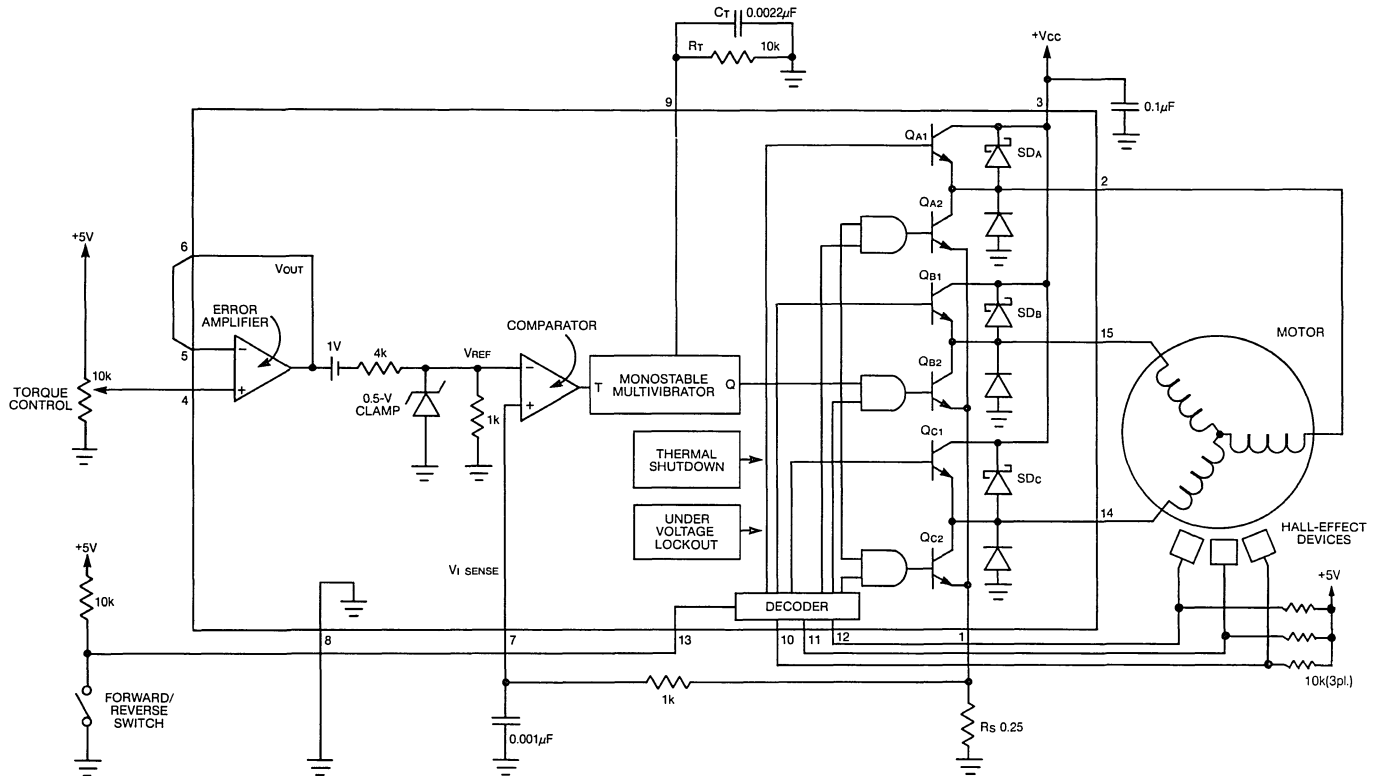 CT 0.0022µF
RT 10k
+VCC
9
3
0.1µF
QA1
SDA
2
QA2
+5V
6
VOUT
ERROR
AMPLIFIER
5
10k
TORQUE
CONTROL
4
1V
4k
VREF
0.5-V
CLAMP
1k
COMPARATOR
T
MONOSTABLE
MULTIVIBRATOR
Q
QB1
SDB
15
QB2
MOTOR
THERMAL
SHUTDOWN
QC1
SDC
14
UNDER
VOLTAGE
LOCKOUT
QC2
HALL-EFFECT
DEVICES
+5V
+5V
10k
VI SENSE
DECODER
8
7
13
10
11
12
1
10k(3pl.)
FORWARD/
REVERSE
SWITCH
1k
0.001µF
RS 0.25